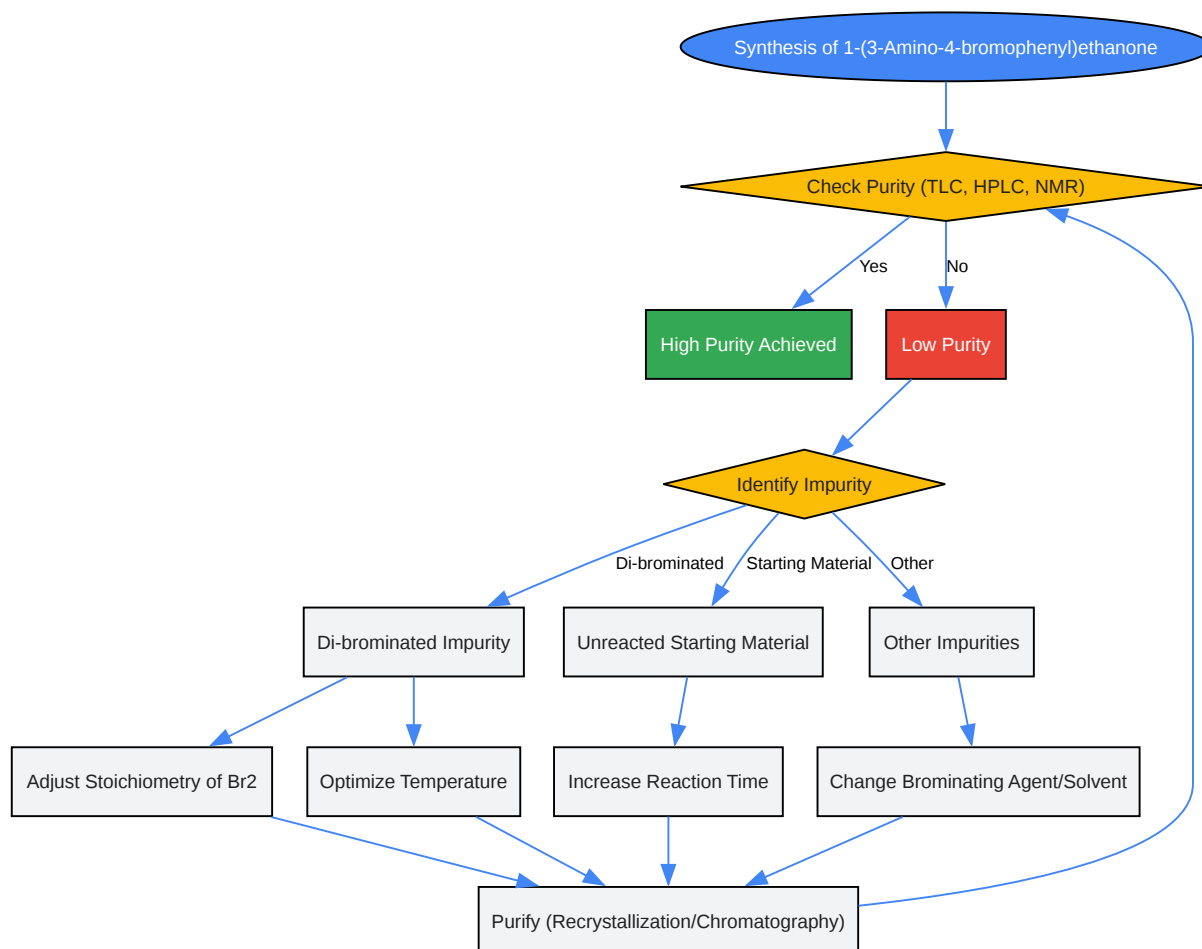 Synthesis of 1-(3-Amino-4-bromophenyl)ethanone
Check Purity (TLC, HPLC, NMR)
Yes
No
High Purity Achieved
Low Purity
Identify Impurity
Di-brominated
Starting Material
Other
Di-brominated Impurity
Unreacted Starting Material
Other Impurities
Adjust Stoichiometry of Br2
Optimize Temperature
Increase Reaction Time
Change Brominating Agent/Solvent
Purify (Recrystallization/Chromatography)